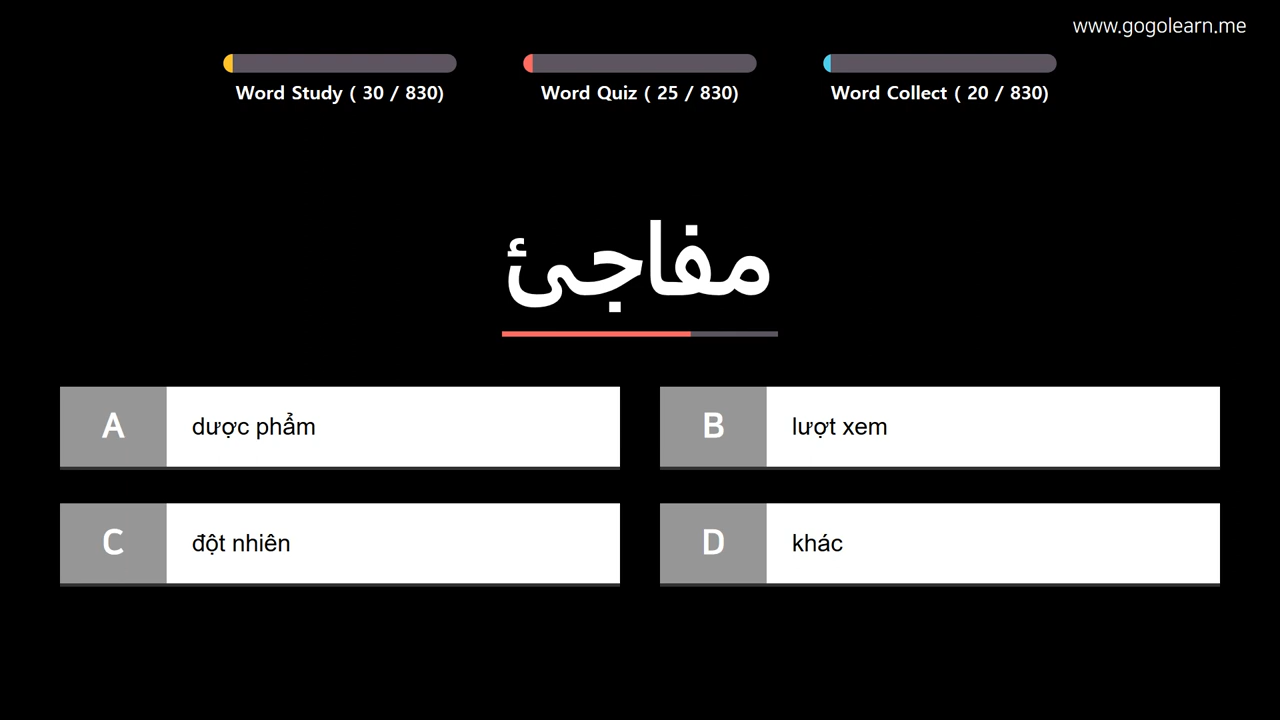 www.gogolearn.me
Word Study ( 30 / 830)
Word Quiz ( 25 / 830)
Word Collect ( 20 / 830)
مفاجئ
A
dược phẩm
B
lượt xem
C
đột nhiên
D
khác